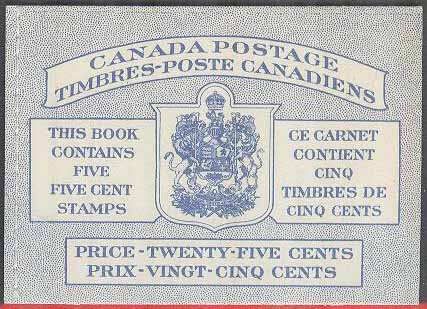 CANADA POSTAGE
TIMBRES-POSTE CANADIENS
THIS BOOK
CONTAINS
FIVE
FIVE CENT
STAMPS
CE CARNET
CONTIENT
CINQ
TIMBRES DE
CINQ CENTS
PRICE-TWENTY-FIVE CENTS
PRIX-VINGT-CINQ CENTS